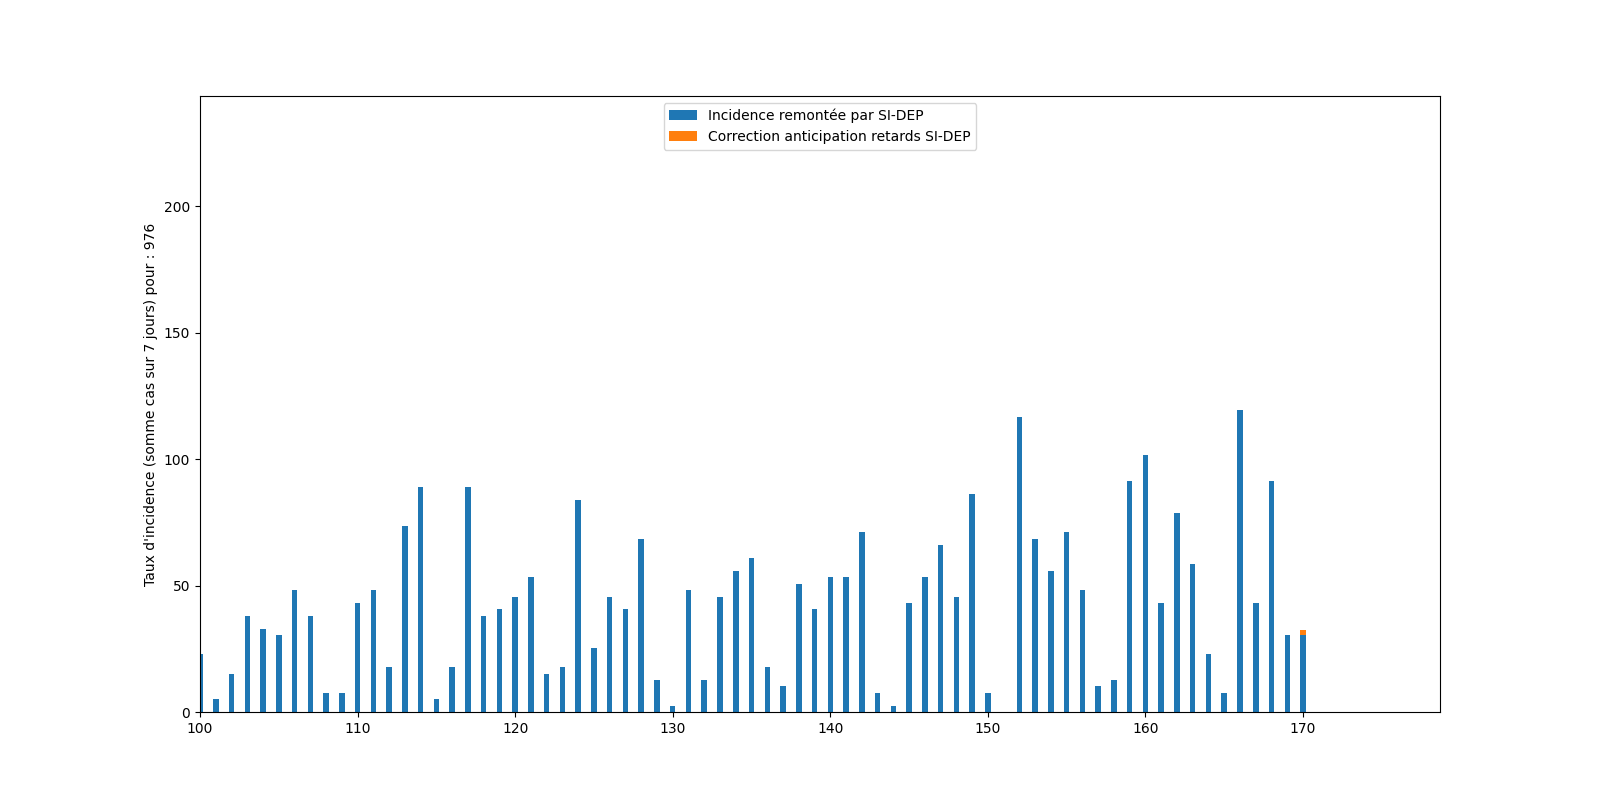 Incidence remontée par SI-DEP
Correction anticipation retards SI-DEP
Taux d'incidence (somme cas sur 7 jours) pour : 976
200
150
100
50
0
100 110 120 130 140 150 160 170